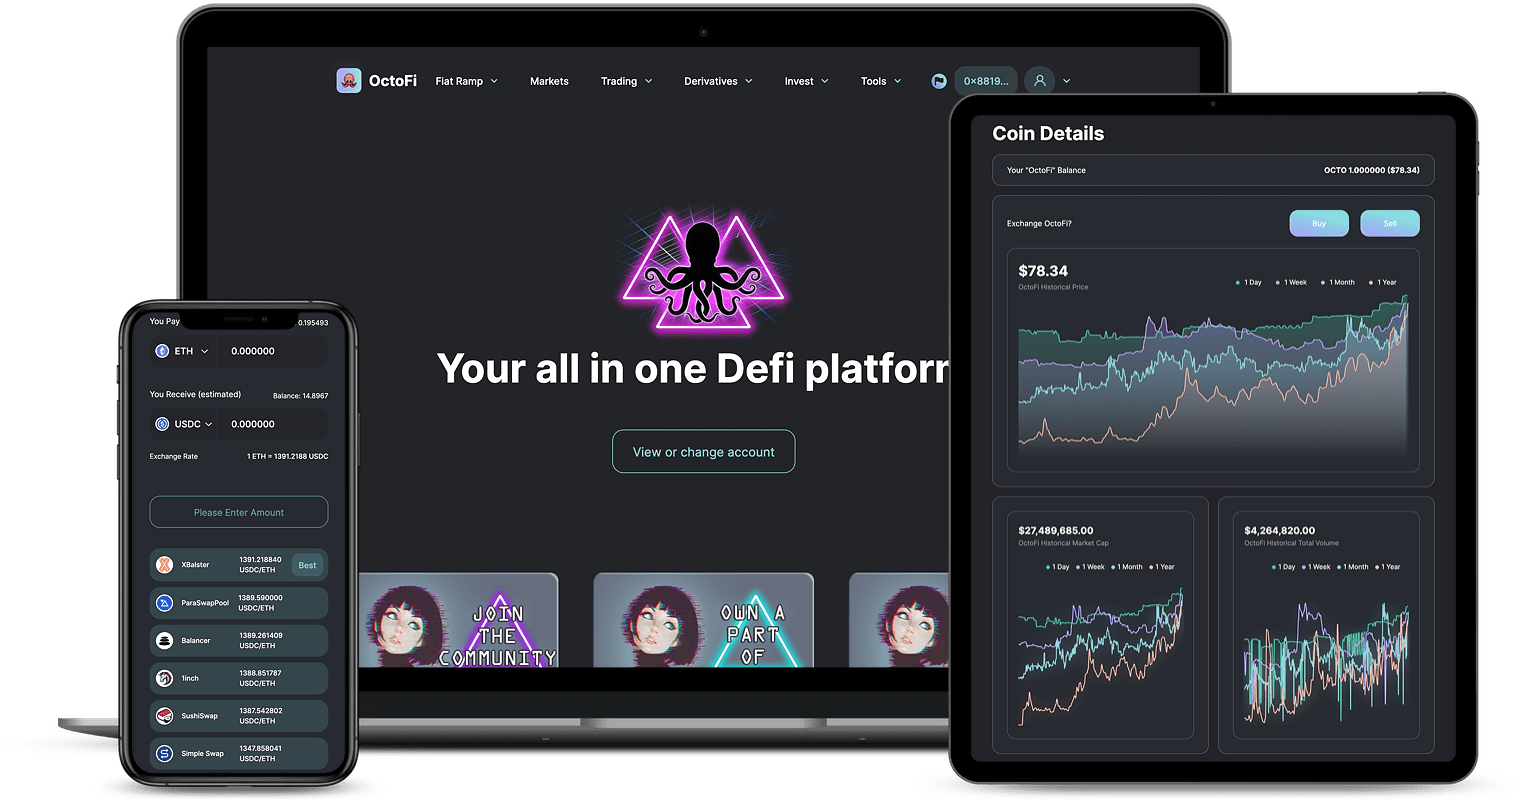 OctoFi
Fiat Ramp
Markets
Trading
Derivatives
Invest
Tools
0×8819...
Your all in one Defi platform
View or change account
JOIN
THE
COMMUNITY
OWN A
PART
OF
You Pay
0.195493
ETH
0.000000
You Receive (estimated)
Balance: 14.8967
USDC
0.000000
Exchange Rate
1 ETH = 1391.2188 USDC
Please Enter Amount
XBalster
1391.218840
USDC/ETH
Best
ParaSwapPool
1389.590000
USDC/ETH
Balancer
1389.261409
USDC/ETH
1inch
1388.851787
USDC/ETH
SushiSwap
1387.542802
USDC/ETH
Simple Swap
1347.858041
USDC/ETH
Coin Details
Your "OctoFi" Balance
OCTO 1.000000 ($78.34)
Exchange OctoFi?
Buy
Sell
$78.34
OctoFi Historical Price
1 Day
1 Week
1 Month
1 Year
$27,489,685.00
OctoFi Historical Market Cap
1 Day
1 Week
1 Month
1 Year
$4,264,820.00
OctoFi Historical Total Volume
1 Day
1 Week
1 Month
1 Year